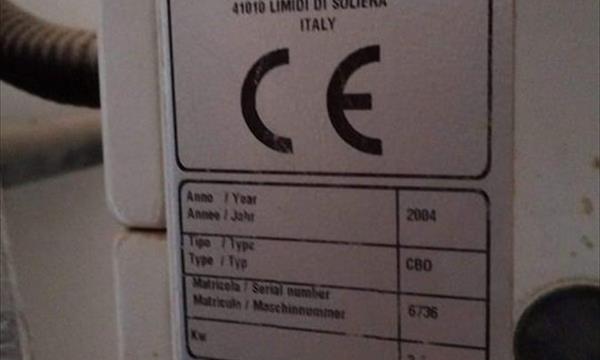 41010 LIMIDI DI SOLIERA
ITALY
CE
Anno / Year
Annee / Jahr 2004
Tipo / Type
Type / Typ CBO
Matricola / Serial number
Matricule / Maschinnummer 6736
Kw